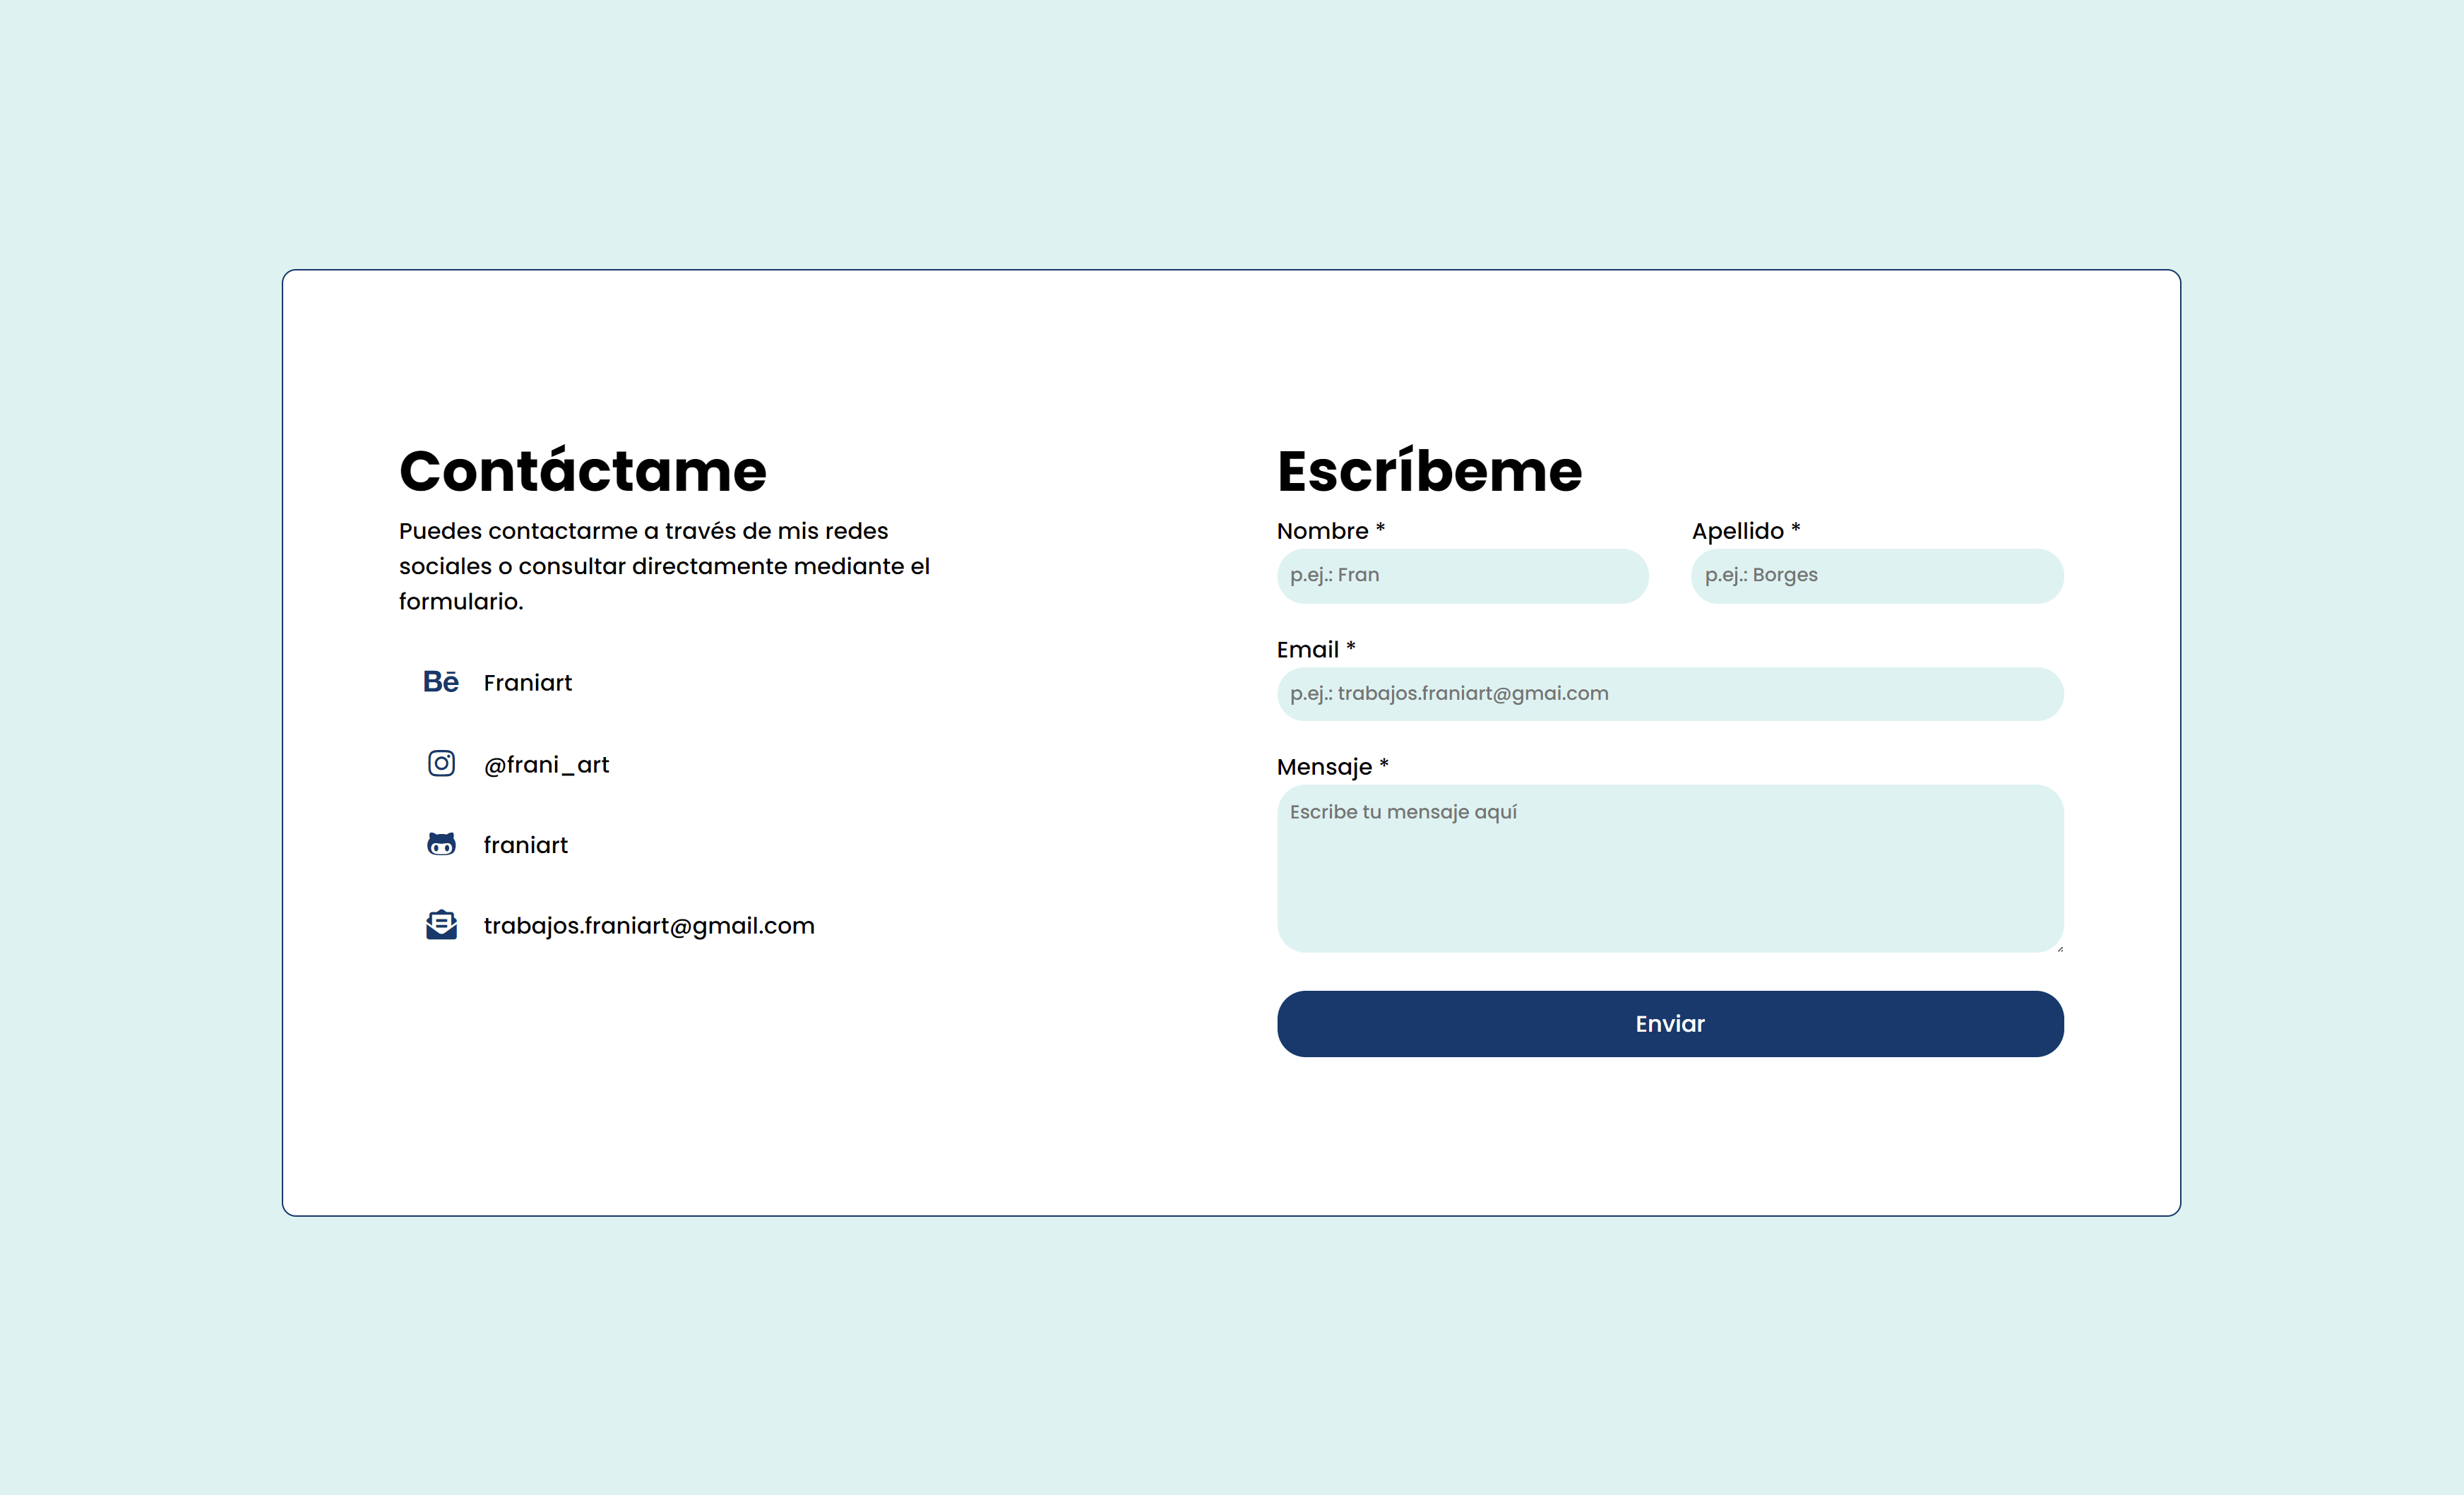 Contáctame
Puedes contactarme a través de mis redes
sociales o consultar directamente mediante el
formulario.
Bē Franiart
@frani_art
franiart
trabajos.franiart@gmail.com
Escríbeme
Nombre * Apellido *
p.ej.: Fran p.ej.: Borges
Email *
p.ej.: trabajos.franiart@gmai.com
Mensaje *
Escribe tu mensaje aquí
Enviar